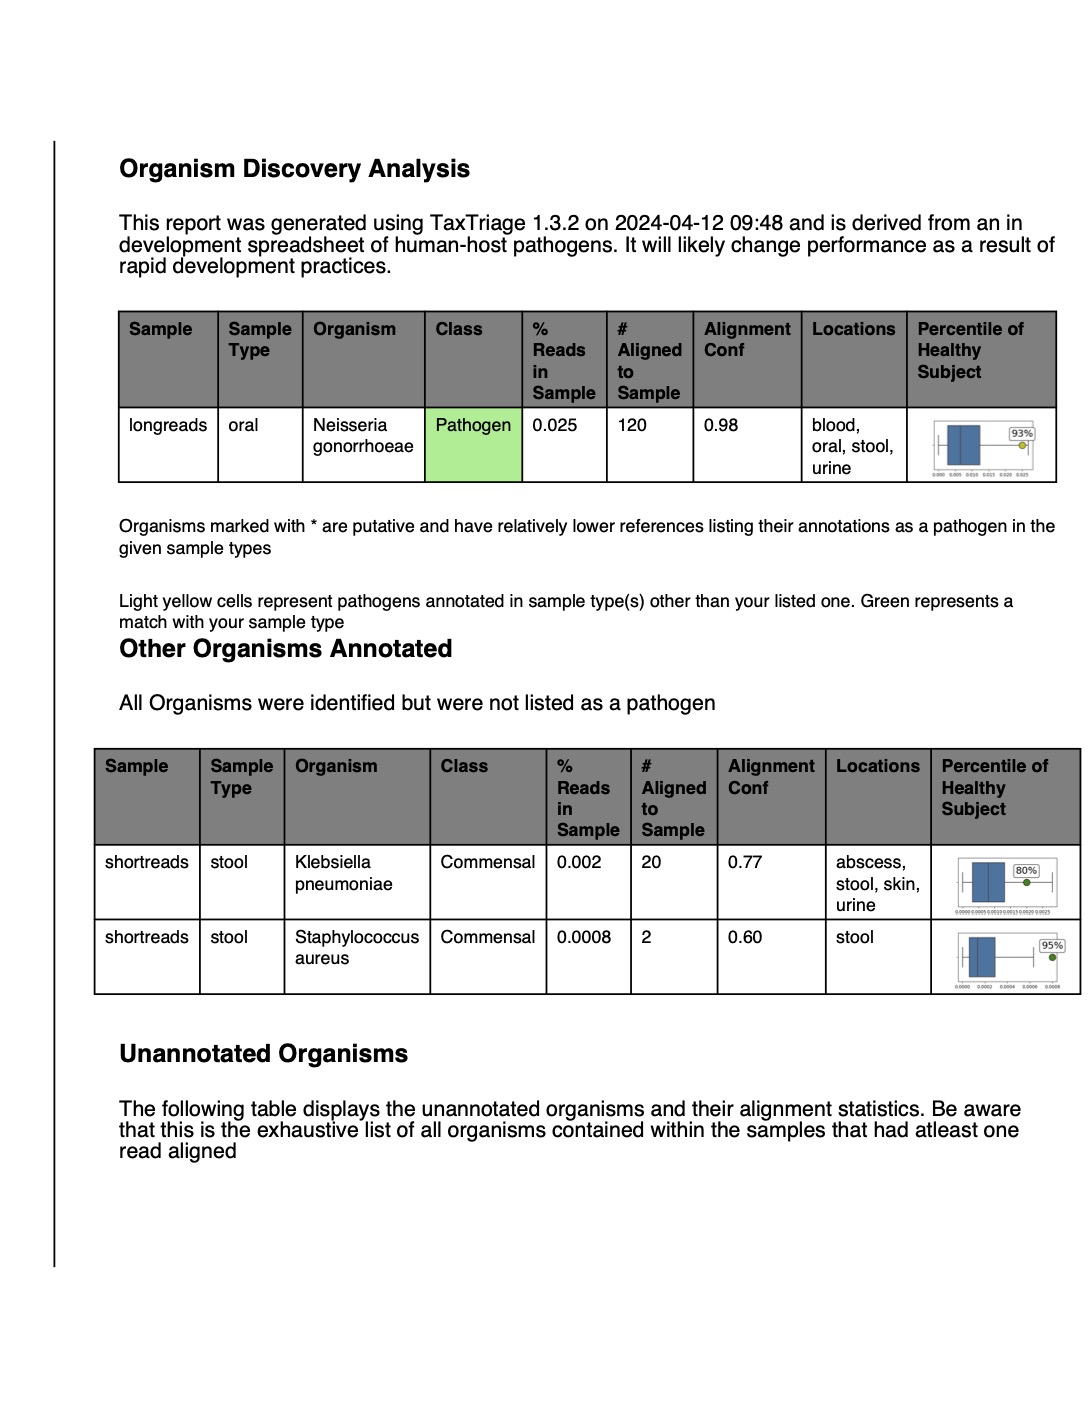 Organism Discovery Analysis
This report was generated using TaxTriage 1.3.2 on 2024-04-12 09:48 and is derived from an in
development spreadsheet of human-host pathogens. It will likely change performance as a result of
rapid development practices.
Sample Sample Type Organism Class % Reads in Sample # Aligned to Sample Alignment Conf Locations Percentile of Healthy Subject
longreads oral Neisseria gonorrhoeae Pathogen 0.025 120 0.98 blood, oral, stool, urine 93%
0.000 0.005 0.010 0.015 0.020 0.025
Organisms marked with * are putative and have relatively lower references listing their annotations as a pathogen in the
given sample types
Light yellow cells represent pathogens annotated in sample type(s) other than your listed one. Green represents a
match with your sample type
Other Organisms Annotated
All Organisms were identified but were not listed as a pathogen
Sample Sample Type Organism Class % Reads in Sample # Aligned to Sample Alignment Conf Locations Percentile of Healthy Subject
shortreads stool Klebsiella pneumoniae Commensal 0.002 20 0.77 abscess, stool, skin, urine 80%
0.0000 0.0005 0.0010 0.0015 0.0020 0.0025
shortreads stool Staphylococcus aureus Commensal 0.0008 2 0.60 stool 95%
0.0000 0.0002 0.0004 0.0006 0.0008
Unannotated Organisms
The following table displays the unannotated organisms and their alignment statistics. Be aware
that this is the exhaustive list of all organisms contained within the samples that had atleast one
read aligned